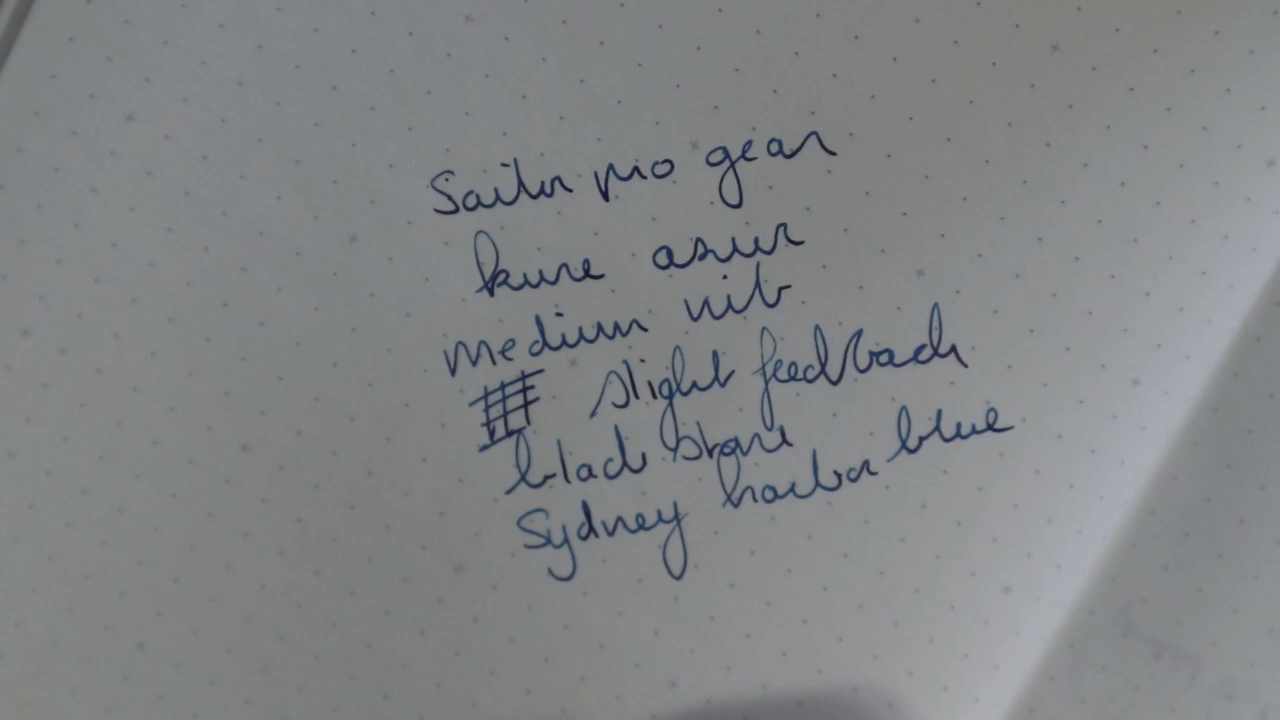 Sailor pro gear
kure azur
medium nib
slight feedback
black stone
Sydney harbor blue